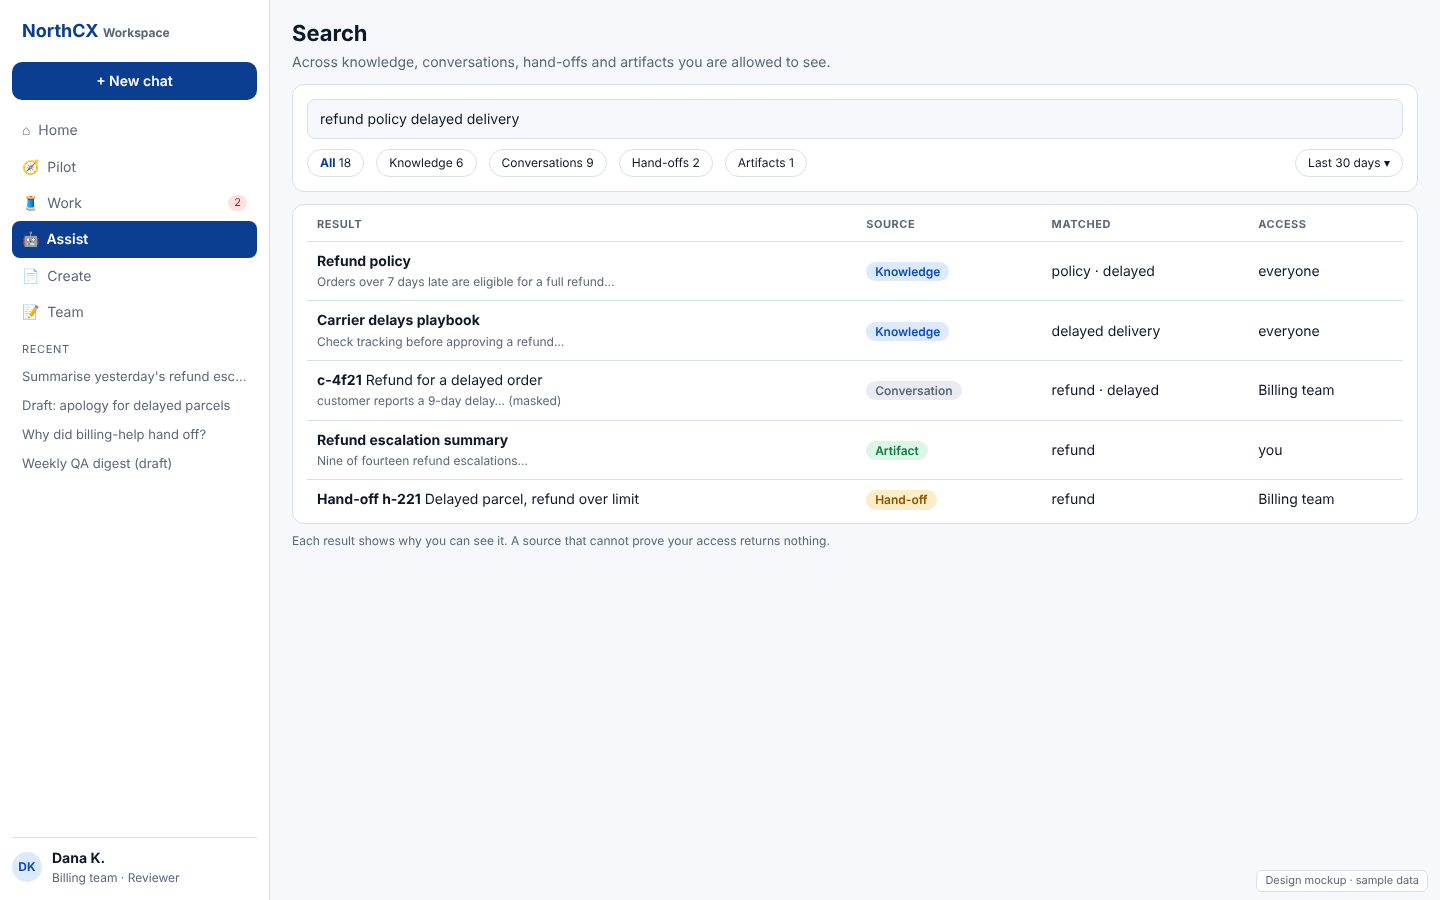 NorthCX Workspace
+ New chat
Home
Pilot
Work 2
Assist
Create
Team
RECENT
Summarise yesterday's refund esc...
Draft: apology for delayed parcels
Why did billing-help hand off?
Weekly QA digest (draft)
DK
Dana K.
Billing team · Reviewer
Search
Across knowledge, conversations, hand-offs and artifacts you are allowed to see.
refund policy delayed delivery
All 18 Knowledge 6 Conversations 9 Hand-offs 2 Artifacts 1 Last 30 days ▾
RESULT SOURCE MATCHED ACCESS
Refund policy
Orders over 7 days late are eligible for a full refund...
Knowledge policy · delayed everyone
Carrier delays playbook
Check tracking before approving a refund...
Knowledge delayed delivery everyone
c-4f21 Refund for a delayed order
customer reports a 9-day delay... (masked)
Conversation refund · delayed Billing team
Refund escalation summary
Nine of fourteen refund escalations...
Artifact refund you
Hand-off h-221 Delayed parcel, refund over limit Hand-off refund Billing team
Each result shows why you can see it. A source that cannot prove your access returns nothing.
Design mockup · sample data